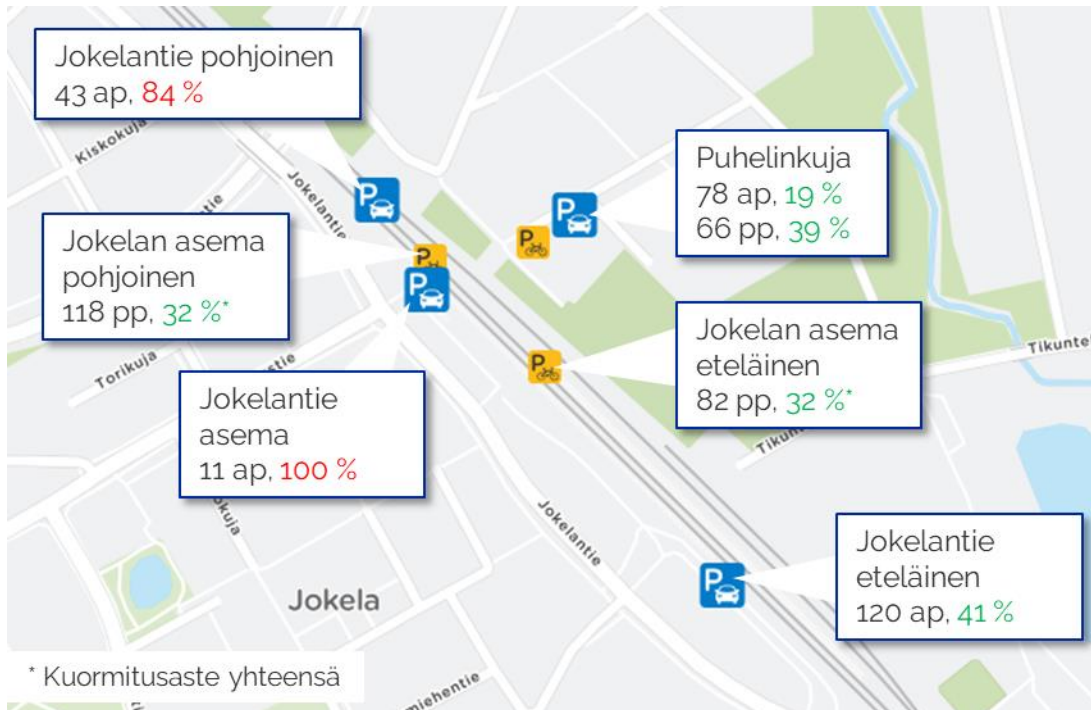 Jokelantie pohjoinen
43 ap, 84 %
Kiskokuja
Jokelantie
Puhelinkuja
78 ap, 19 %
66 pp, 39 %
P
P
P
P
Jokelan asema
pohjoinen
118 pp, 32 %*
P
Jokelan asema
eteläinen
82 pp, 32 %*
Tikunte
Torikuja
Jokelantie
asema
11 ap, 100 %
P
Jokelantie
Jokela
P
Jokelantie
eteläinen
120 ap, 41 %
* Kuormitusaste yhteensä
miehentie